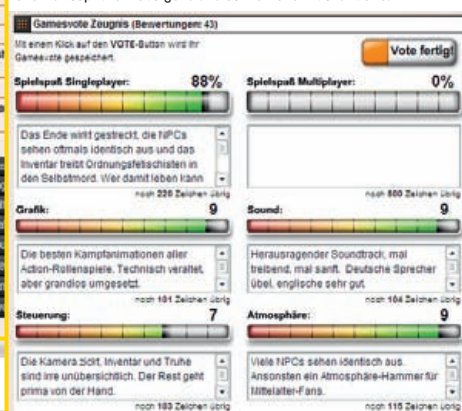 Gamesvote Zeugnis (Bewertungen: 43)
Mit einem Klick auf den VOTE-Button wird Ihr
Gamesvote gespeichert.
Vote fertig!
Spielspaß Singleplayer: 88%
Das Ende wirkt gestreckt, die NPCs
sehen oftmals identisch aus und das
Inventar treibt Ordnungsfetischisten in
den Selbstmord. Wer damit leben kann
noch 220 Zeichen übrig
Spielspaß Multiplayer: 0%
noch 500 Zeichen übrig
Grafik: 9
Die besten Kampfanimationen aller
Action-Rollenspiele. Technisch veraltet,
aber grandios umgesetzt.
noch 101 Zeichen übrig
Sound: 9
Herausragender Soundtrack, mal
treibend, mal sanft. Deutsche Sprecher
übel, englische sehr gut.
noch 104 Zeichen übrig
Steuerung: 7
Die Kamera zickt, Inventar und Truhe
sind irre unübersichtlich. Der Rest geht
prima von der Hand.
noch 103 Zeichen übrig
Atmosphäre: 9
Viele NPCs sehen identisch aus.
Ansonsten ein Atmosphäre-Hammer für
Mittelalter-Fans.
noch 115 Zeichen übrig